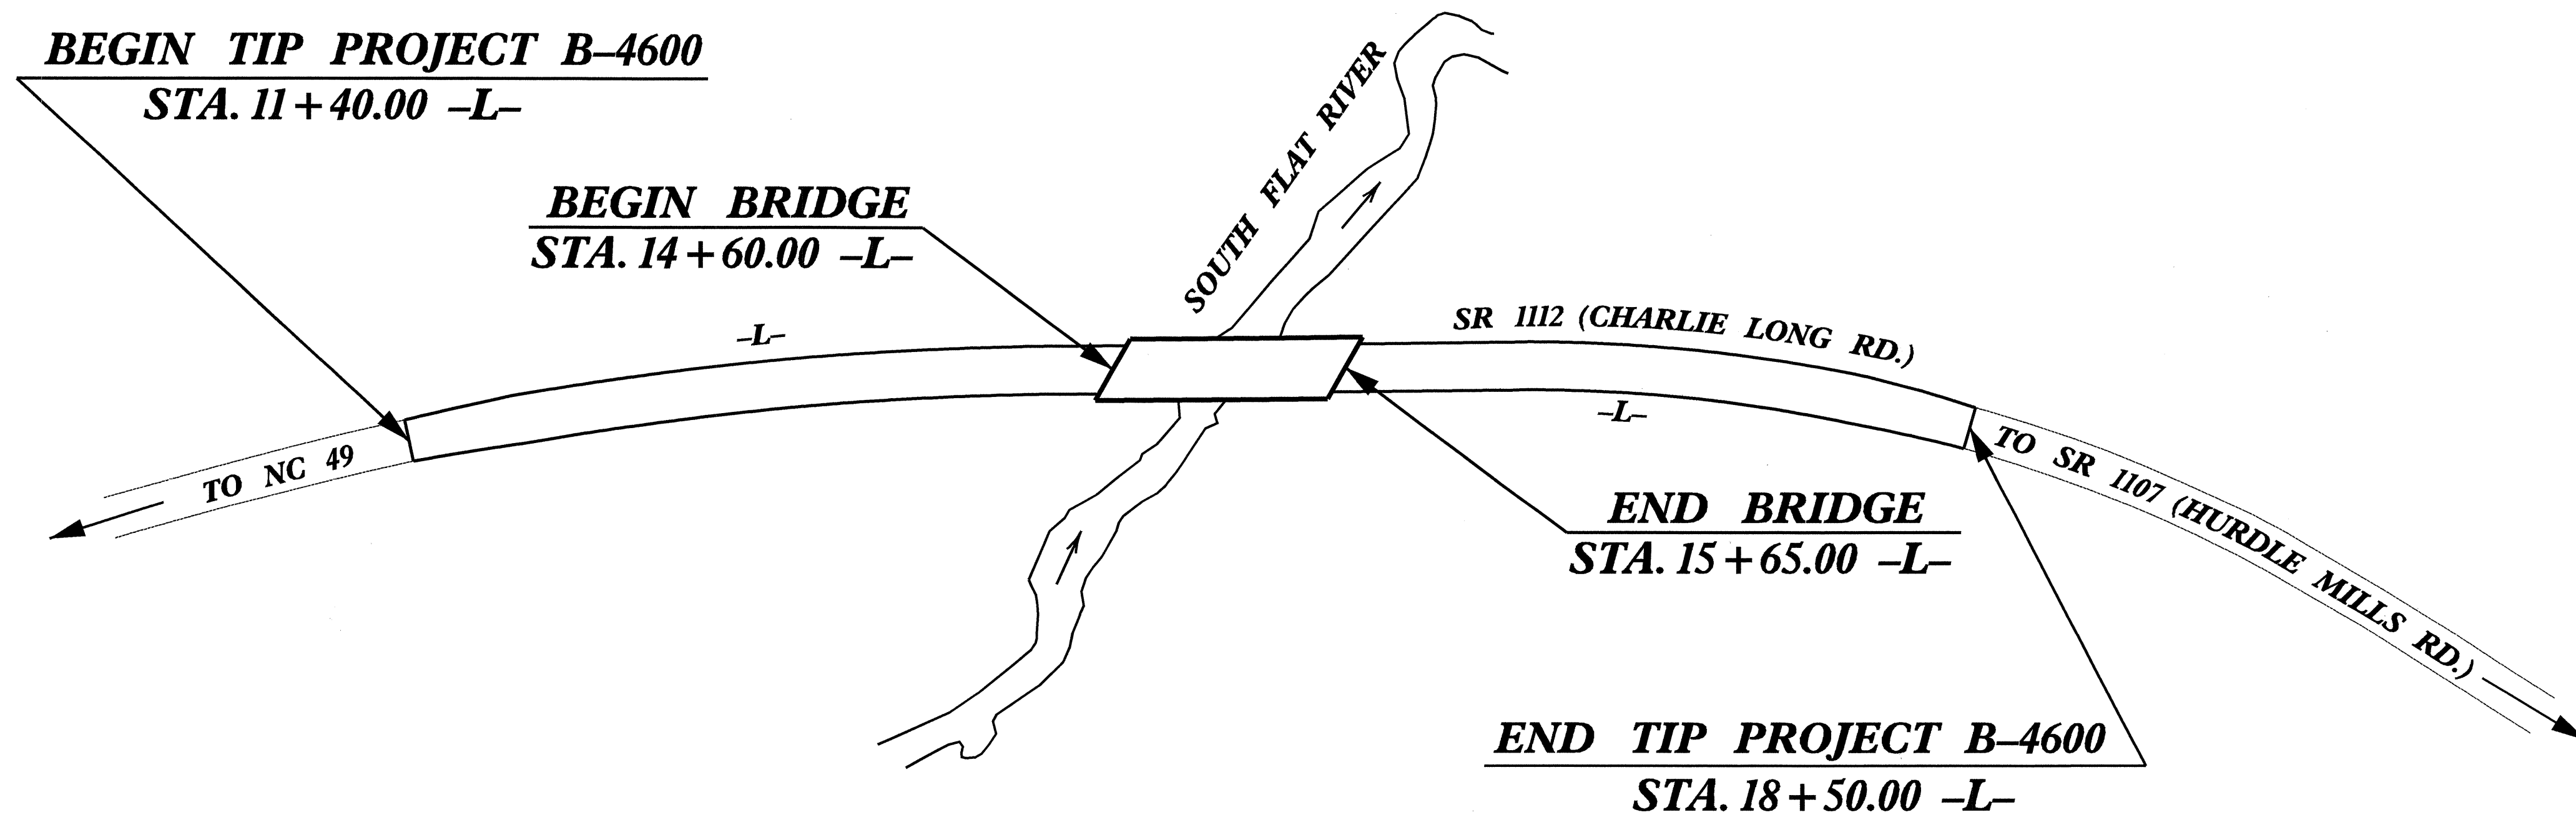 BEGIN TIP PROJECT B–4600
STA. 11+40.00 –L–
BEGIN BRIDGE
STA. 14+60.00 –L–
SOUTH FLAT RIVER
–L–
SR 1112 (CHARLIE LONG RD.)
–L–
TO NC 49
TO SR 1107 (HURDLE MILLS RD.)
END BRIDGE
STA. 15+65.00 –L–
END TIP PROJECT B–4600
STA. 18+50.00 –L–